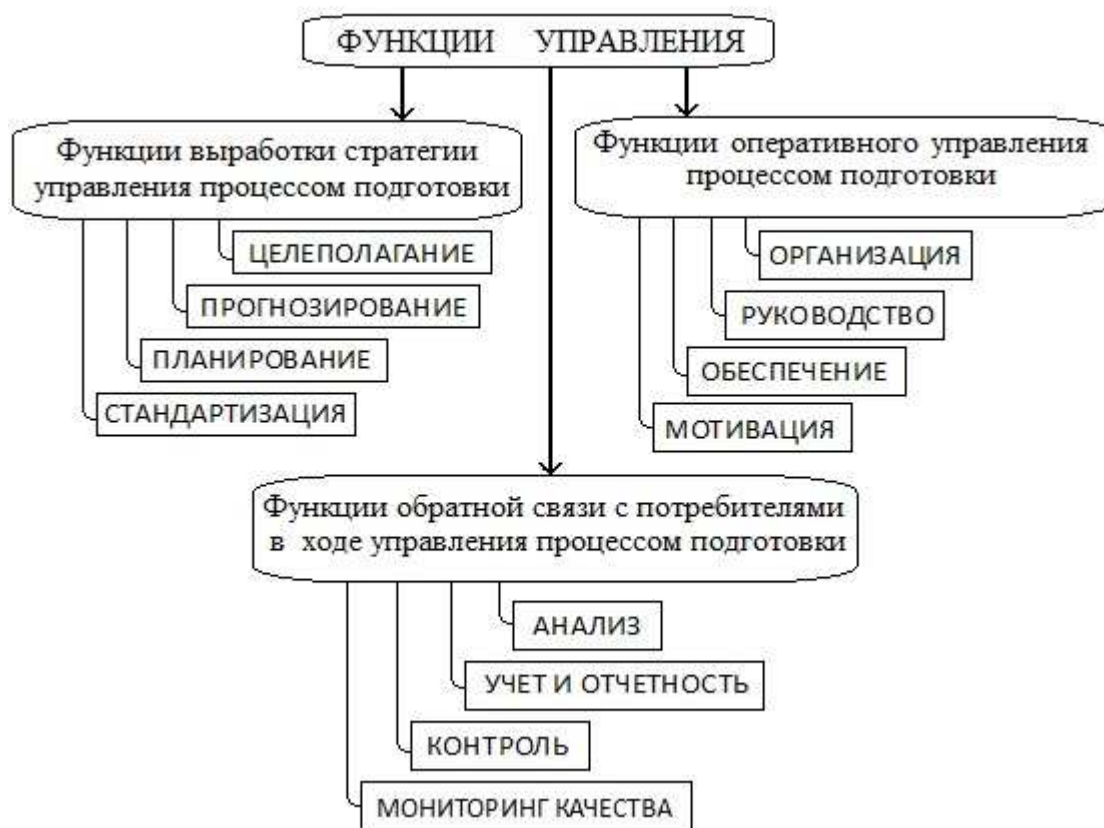 ФУНКЦИИ УПРАВЛЕНИЯ
Функции выработки стратегии
управления процессом подготовки
ЦЕЛЕПОЛАГАНИЕ
ПРОГНОЗИРОВАНИЕ
ПЛАНИРОВАНИЕ
СТАНДАРТИЗАЦИЯ
Функции оперативного управления
процессом подготовки
ОРГАНИЗАЦИЯ
РУКОВОДСТВО
ОБЕСПЕЧЕНИЕ
МОТИВАЦИЯ
Функции обратной связи с потребителями
в ходе управления процессом подготовки
АНАЛИЗ
УЧЕТ И ОТЧЕТНОСТЬ
КОНТРОЛЬ
МОНИТОРИНГ КАЧЕСТВА